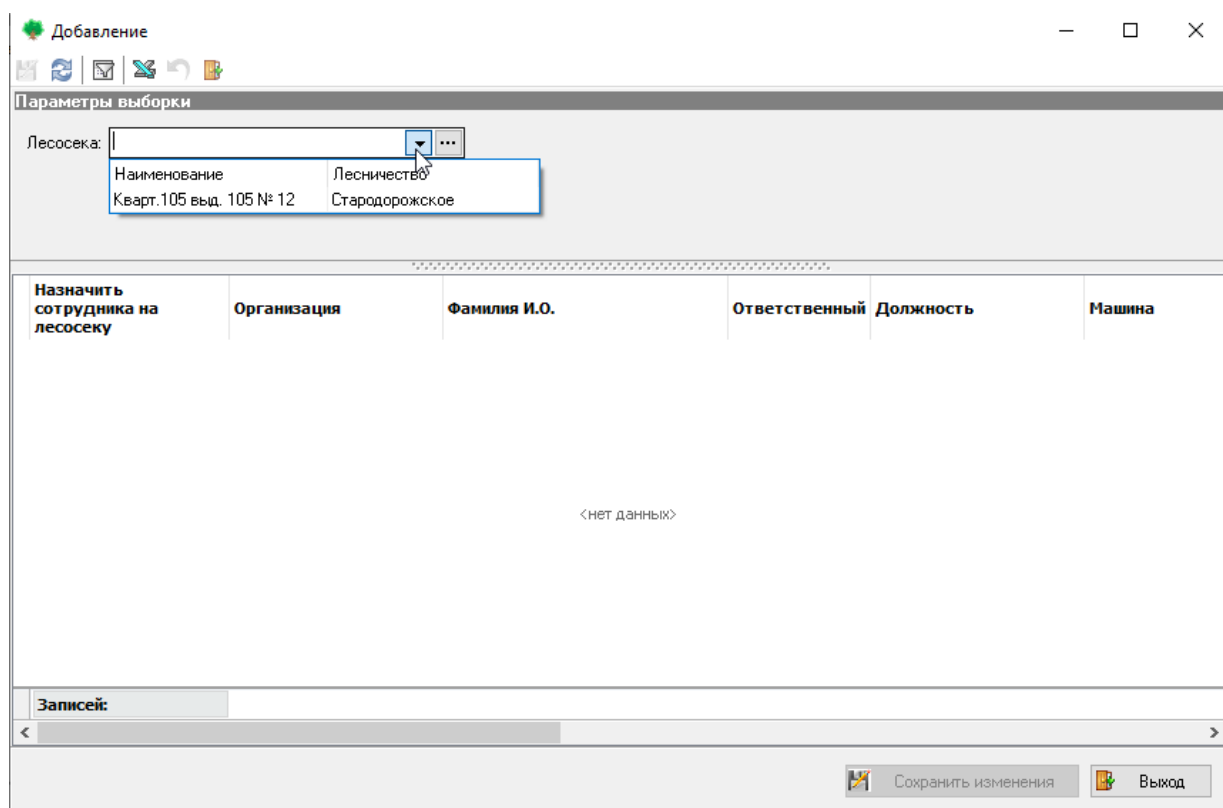 Добавление
Параметры выборки
Лесосека:
Наименование Лесничество
Кварт.105 выд. 105 № 12 Стародорожское
Назначить сотрудника на лесосеку Организация Фамилия И.О. Ответственный Должность Машина
<нет данных>
Записей:
Сохранить изменения Выход